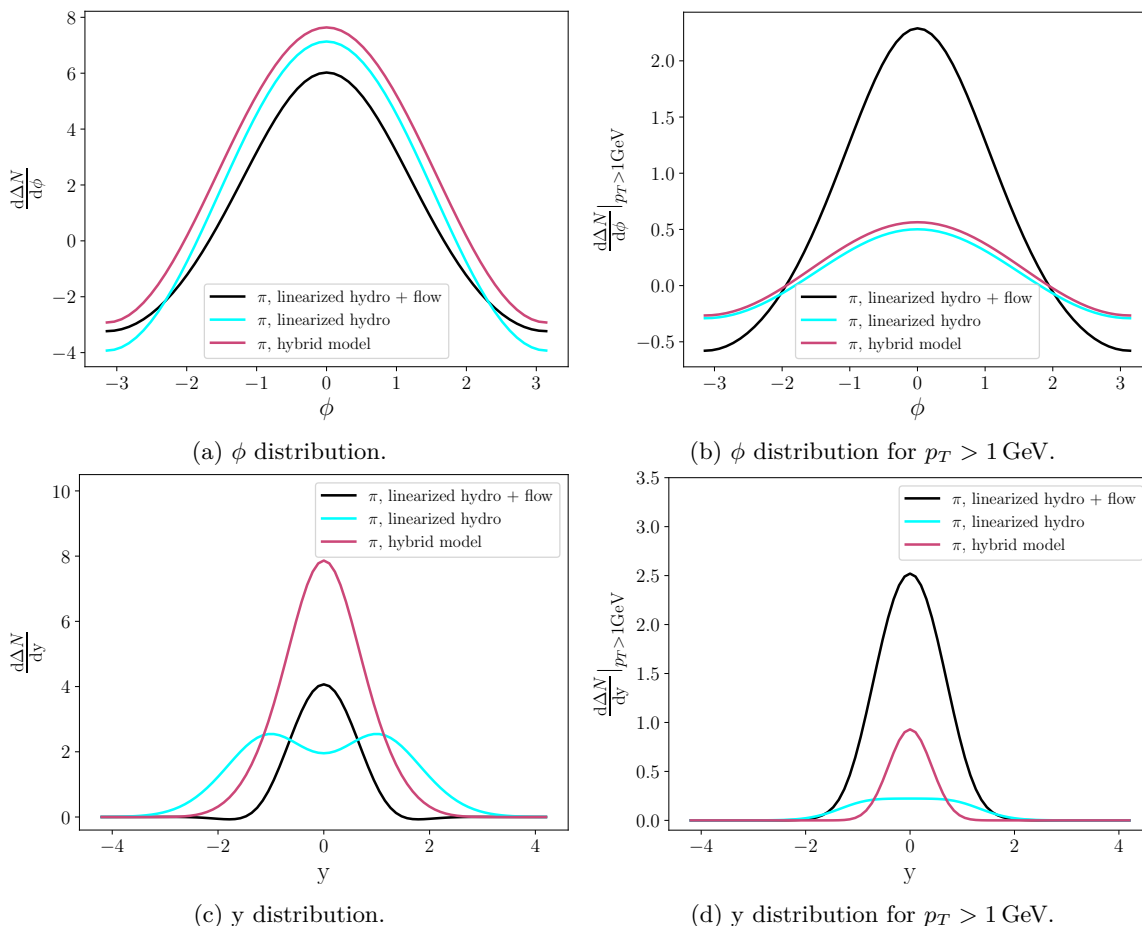 8
6
4
2
0
−2
−4
dΔN
dϕ
π, linearized hydro + flow
π, linearized hydro
π, hybrid model
−3 −2 −1 0 1 2 3
ϕ
(a) ϕ distribution.
2.0
1.5
1.0
0.5
0.0
−0.5
dΔN
dϕ |pT>1GeV
π, linearized hydro + flow
π, linearized hydro
π, hybrid model
−3 −2 −1 0 1 2 3
ϕ
(b) ϕ distribution for pT > 1 GeV.
10
8
6
4
2
0
dΔN
dy
π, linearized hydro + flow
π, linearized hydro
π, hybrid model
−4 −2 0 2 4
y
(c) y distribution.
3.5
3.0
2.5
2.0
1.5
1.0
0.5
0.0
dΔN
dy |pT>1GeV
π, linearized hydro + flow
π, linearized hydro
π, hybrid model
−4 −2 0 2 4
y
(d) y distribution for pT > 1 GeV.